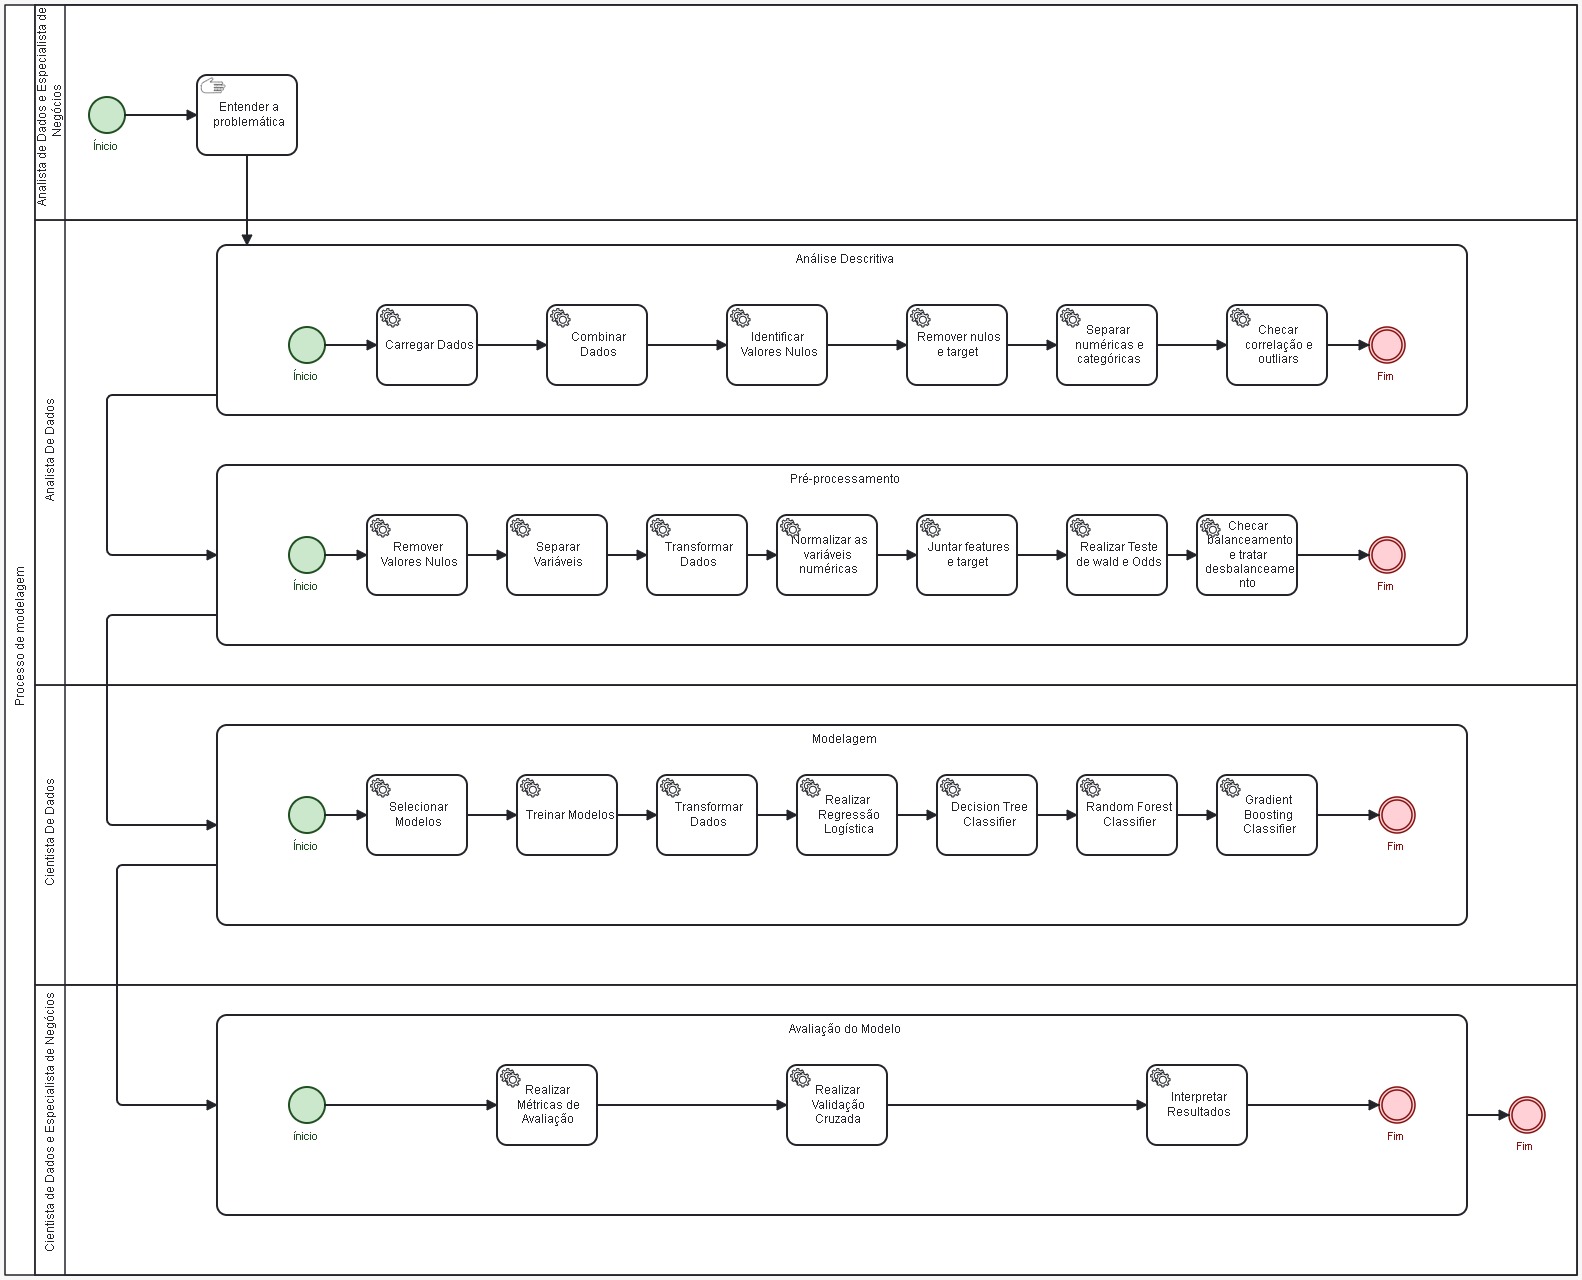 Processo de modelagem
Analista de Dados e Especialista de
Negócios
Ínicio
Entender a
problemática
Analista De Dados
Análise Descritiva
Ínicio
Carregar Dados
Combinar
Dados
Identificar
Valores Nulos
Remover nulos
e target
Separar
numéricas e
categóricas
Checar
correlação e
outliars
Fim
Pré-processamento
Ínicio
Remover
Valores Nulos
Separar
Variáveis
Transformar
Dados
Normalizar as
variáveis
numéricas
Juntar features
e target
Realizar Teste
de wald e Odds
Checar
balanceamento
e tratar
desbalanceame
nto
Fim
Cientista De Dados
Modelagem
Ínicio
Selecionar
Modelos
Treinar Modelos
Transformar
Dados
Realizar
Regressão
Logística
Decision Tree
Classifier
Random Forest
Classifier
Gradient
Boosting
Classifier
Fim
Cientista de Dados e Especialista de Negócios
Avaliação do Modelo
ínicio
Realizar
Métricas de
Avaliação
Realizar
Validação
Cruzada
Interpretar
Resultados
Fim
Fim